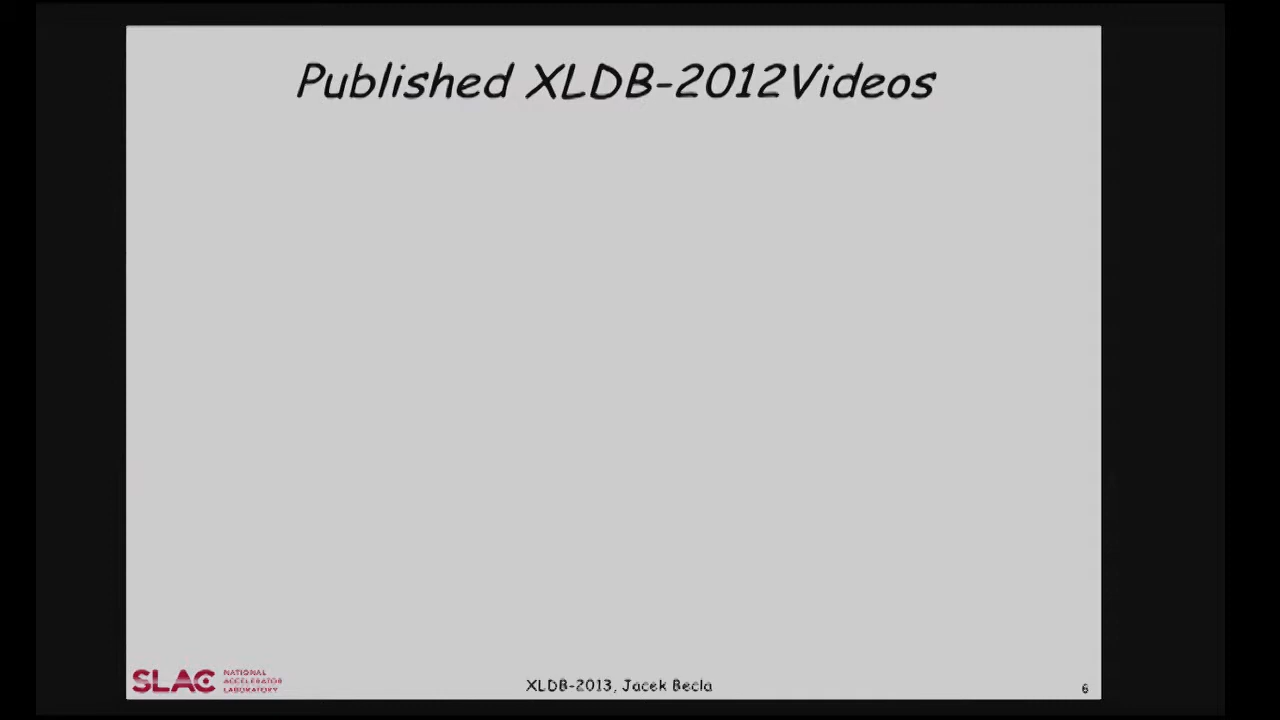 Published XLDB-2012Videos
SLAC
NATIONAL
ACCELERATOR
LABORATORY
XLDB-2013, Jacek Becla
6